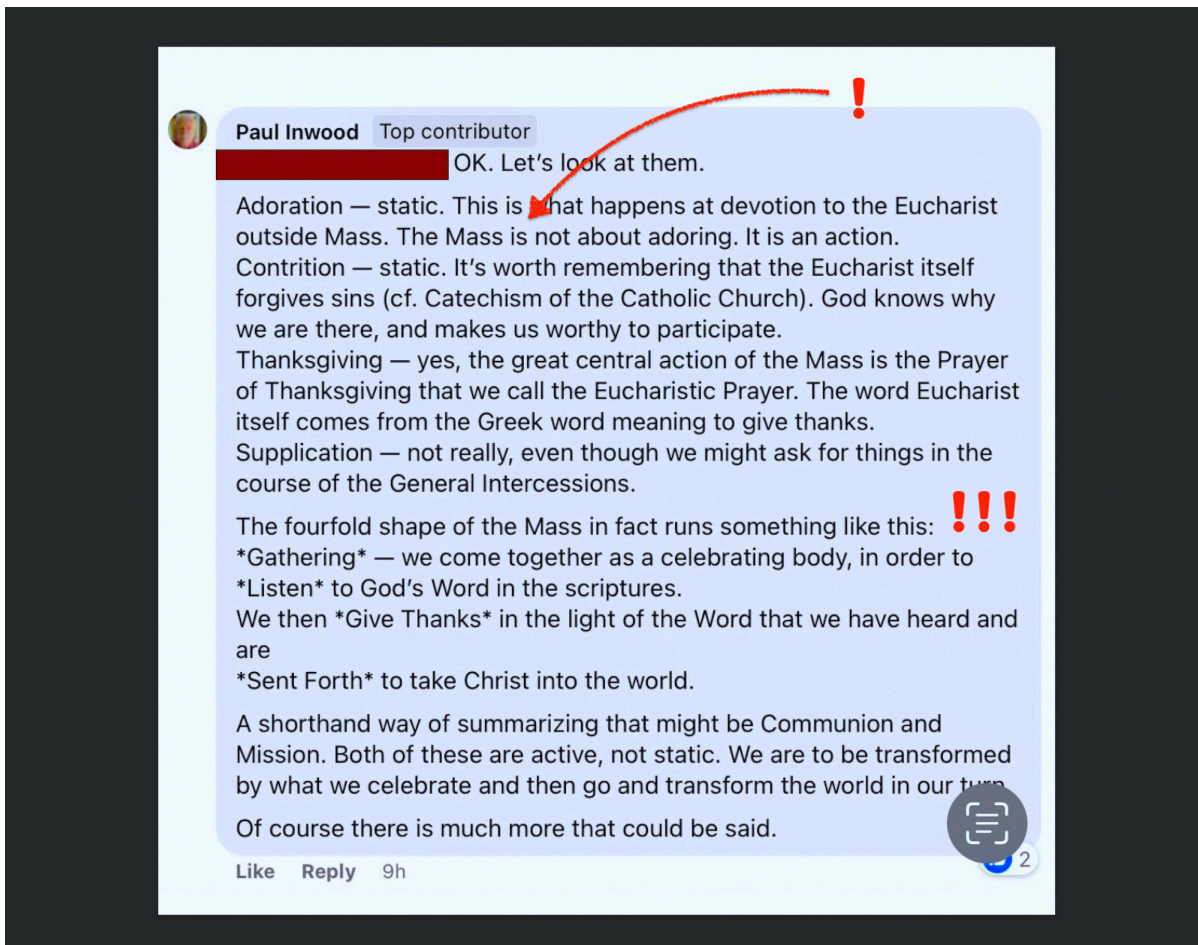 ❗
Paul Inwood Top contributor
OK. Let’s look at them.
Adoration — static. This is what happens at devotion to the Eucharist
outside Mass. The Mass is not about adoring. It is an action.
Contrition — static. It’s worth remembering that the Eucharist itself
forgives sins (cf. Catechism of the Catholic Church). God knows why
we are there, and makes us worthy to participate.
Thanksgiving — yes, the great central action of the Mass is the Prayer
of Thanksgiving that we call the Eucharistic Prayer. The word Eucharist
itself comes from the Greek word meaning to give thanks.
Supplication — not really, even though we might ask for things in the
course of the General Intercessions.
The fourfold shape of the Mass in fact runs something like this: ❗❗❗
*Gathering* — we come together as a celebrating body, in order to
*Listen* to God’s Word in the scriptures.
We then *Give Thanks* in the light of the Word that we have heard and
are
*Sent Forth* to take Christ into the world.
A shorthand way of summarizing that might be Communion and
Mission. Both of these are active, not static. We are to be transformed
by what we celebrate and then go and transform the world in our turn.
Of course there is much more that could be said.
Like Reply 9h 2